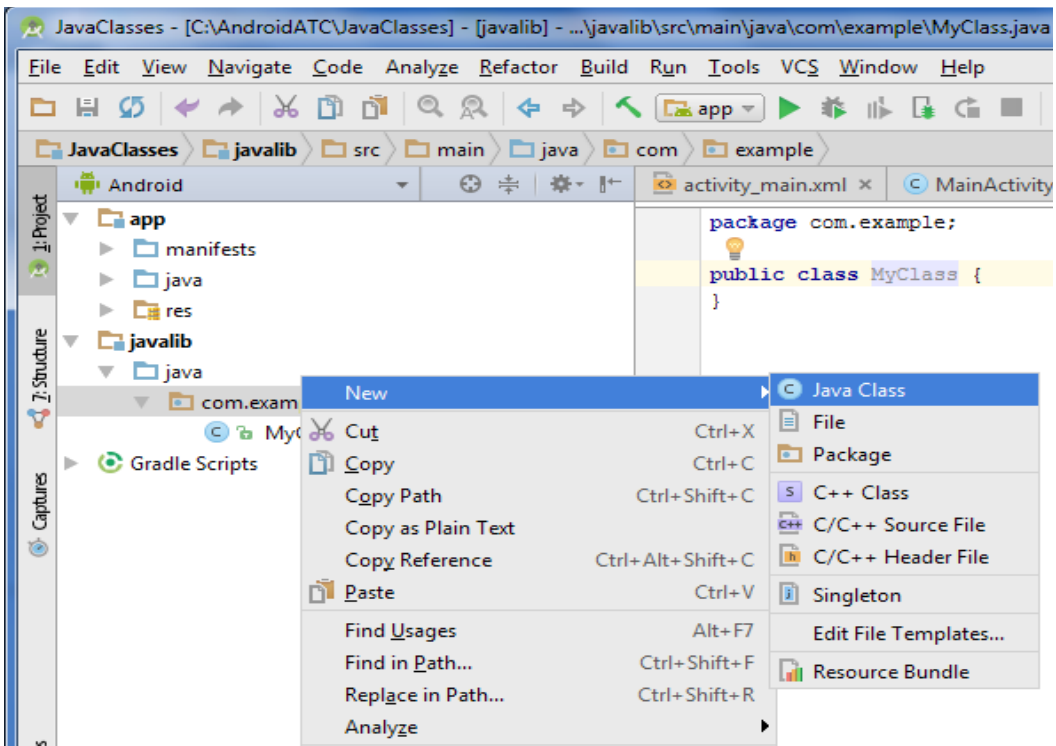 JavaClasses - [C:\AndroidATC\JavaClasses] - [javalib] - ...\javalib\src\main\java\com\example\MyClass.java
File Edit View Navigate Code Analyze Refactor Build Run Tools VCS Window Help
app
JavaClasses javalib src main java com example
Android
activity_main.xml MainActivity
1: Project
7: Structure
Captures
app
manifests
java
res
javalib
java
com.exam
My
Gradle Scripts
package com.example;
public class MyClass {
}
New
Cut Ctrl+X
Copy Ctrl+C
Copy Path Ctrl+Shift+C
Copy as Plain Text
Copy Reference Ctrl+Alt+Shift+C
Paste Ctrl+V
Find Usages Alt+F7
Find in Path... Ctrl+Shift+F
Replace in Path... Ctrl+Shift+R
Analyze
Java Class
File
Package
C++ Class
C/C++ Source File
C/C++ Header File
Singleton
Edit File Templates...
Resource Bundle